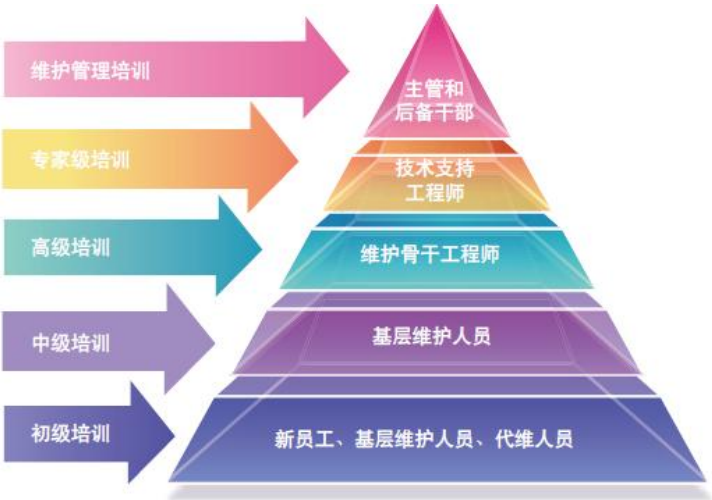 维护管理培训
主管和
后备干部
专家级培训
技术支持
工程师
高级培训
维护骨干工程师
中级培训
基层维护人员
初级培训
新员工、基层维护人员、代维人员